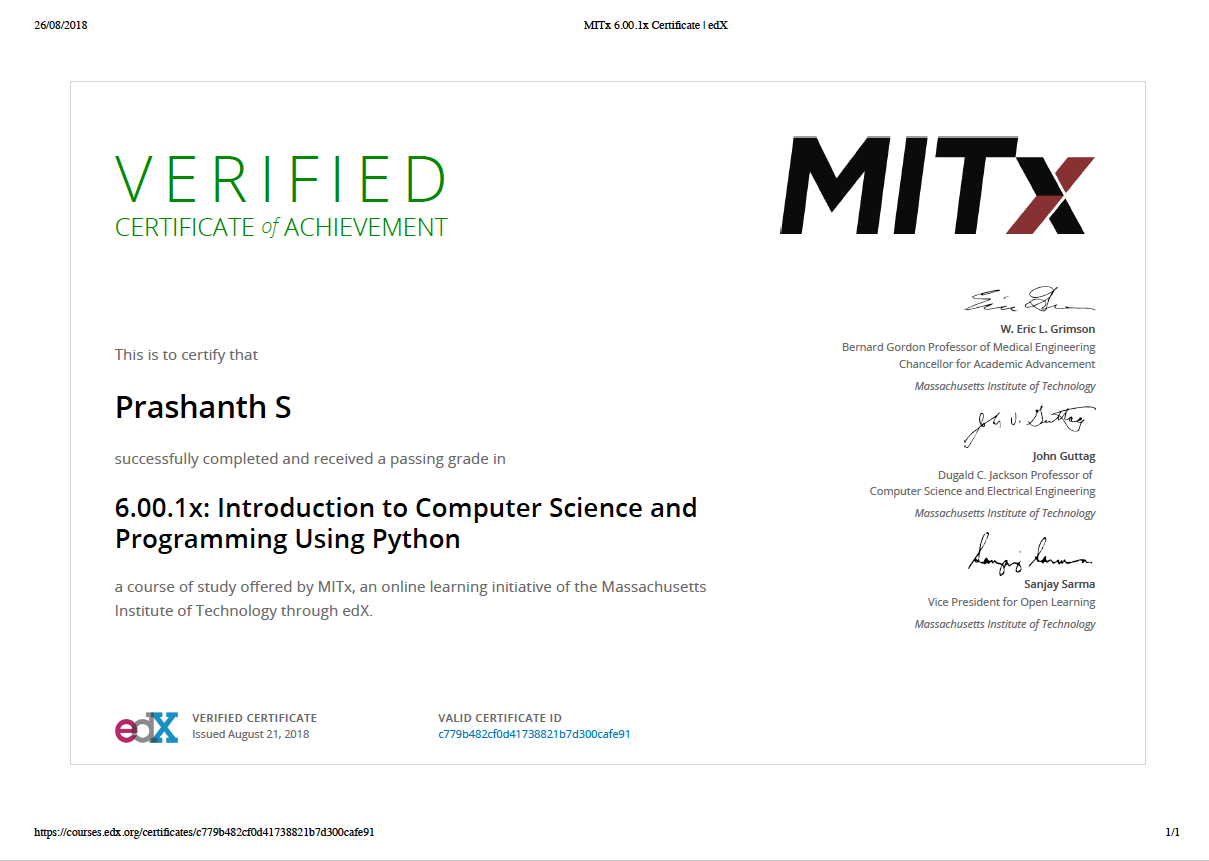 26/08/2018
MITx 6.00.1x Certificate | edX
VERIFIED
CERTIFICATE of ACHIEVEMENT
MITx
This is to certify that
Prashanth S
successfully completed and received a passing grade in
6.00.1x: Introduction to Computer Science and
Programming Using Python
a course of study offered by MITx, an online learning initiative of the Massachusetts
Institute of Technology through edX.
W. Eric L. Grimson
Bernard Gordon Professor of Medical Engineering
Chancellor for Academic Advancement
Massachusetts Institute of Technology
John Guttag
Dugald C. Jackson Professor of
Computer Science and Electrical Engineering
Massachusetts Institute of Technology
Sanjay Sarma
Vice President for Open Learning
Massachusetts Institute of Technology
edX
VERIFIED CERTIFICATE
Issued August 21, 2018
VALID CERTIFICATE ID
c779b482cf0d41738821b7d300cafe91
https://courses.edx.org/certificates/c779b482cf0d41738821b7d300cafe91
1/1